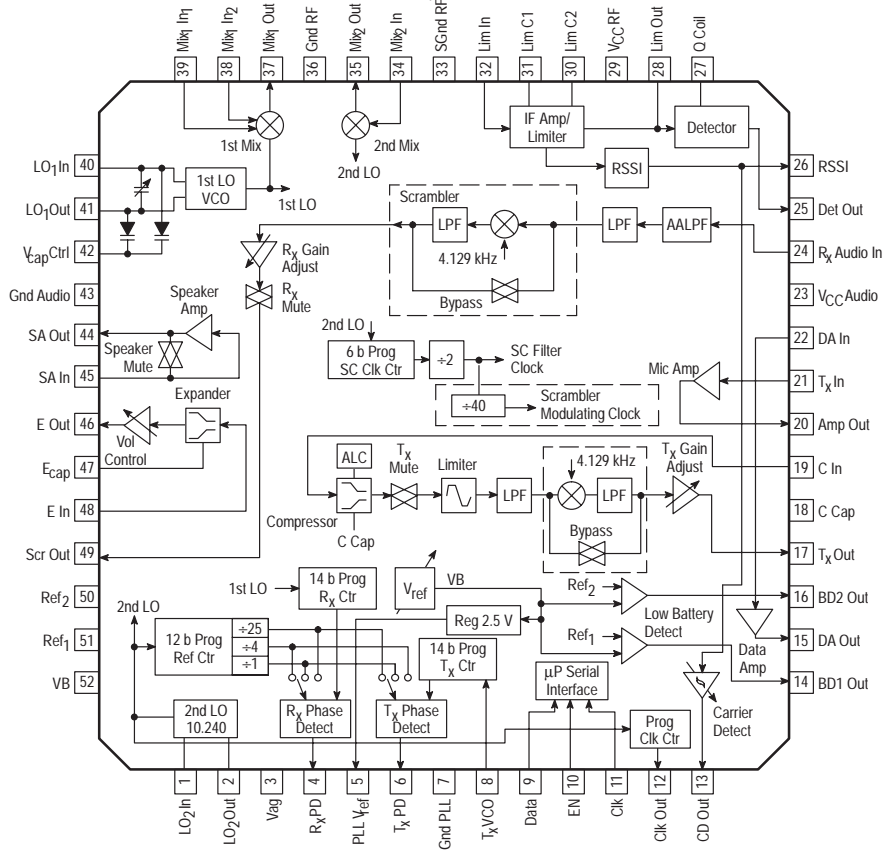 39 38 37 36 35 34 33 32 31 30 29 28 27
Mix1 In1
Mix1 In2
Mix1 Out
Gnd RF
Mix2 Out
Mix2 In
SGnd RF
Lim In
Lim C1
Lim C2
VCC RF
Lim Out
Q Coil
1st Mix
2nd Mix
2nd LO
IF Amp/
Limiter
Detector
RSSI
LO1In 40
LO1Out 41
Vcap Ctrl 42
Gnd Audio 43
SA Out 44
SA In 45
E Out 46
Ecap 47
E In 48
Scr Out 49
Ref2 50
Ref1 51
VB 52
26 RSSI
25 Det Out
24 RX Audio In
23 VCC Audio
22 DA In
21 TX In
20 Amp Out
19 C In
18 C Cap
17 TX Out
16 BD2 Out
15 DA Out
14 BD1 Out
1st LO
VCO
1st LO
Scrambler
LPF
4.129 kHz
Bypass
LPF
AALPF
RX Gain
Adjust
RX
Mute
Speaker
Amp
Speaker
Mute
Expander
Vol
Control
2nd LO
6 b Prog
SC Clk Ctr
÷2
SC Filter
Clock
÷40
Scrambler
Modulating Clock
Mic Amp
ALC
Compressor
C Cap
TX
Mute
Limiter
LPF
4.129 kHz
LPF
Bypass
TX Gain
Adjust
2nd LO
12 b Prog
Ref Ctr
÷25
÷4
÷1
1st LO
14 b Prog
RX Ctr
Vref
VB
Reg 2.5 V
14 b Prog
TX Ctr
Ref2
Ref1
Low Battery
Detect
Data
Amp
µP Serial
Interface
2nd LO
10.240
RX Phase
Detect
TX Phase
Detect
Prog
Clk Ctr
Carrier
Detect
1 2 3 4 5 6 7 8 9 10 11 12 13
LO2In
LO2Out
Vag
RXPD
PLL Vref
TX PD
Gnd PLL
TXVCO
Data
EN
Clk
Clk Out
CD Out